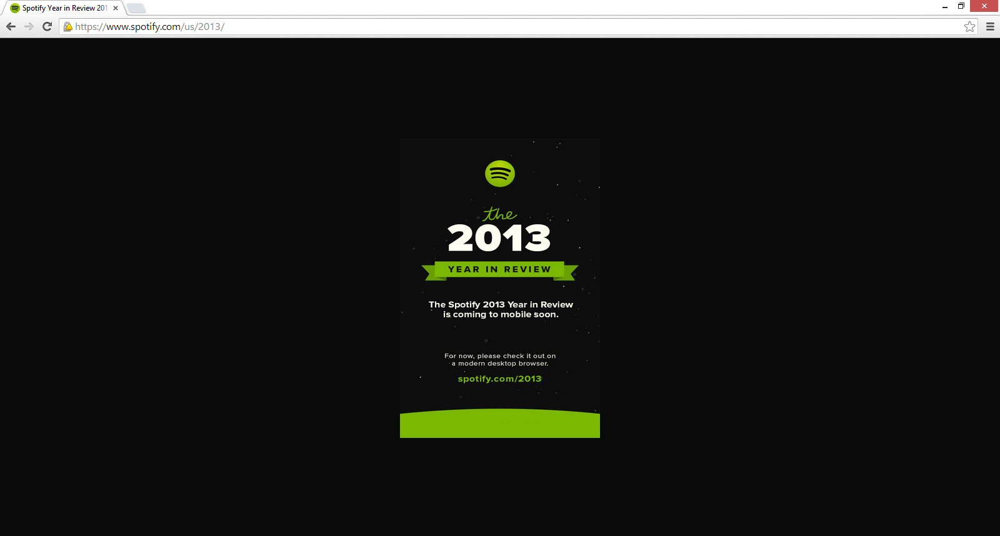 Spotify Year in Review 201
https://www.spotify.com/us/2013/
the
2013
YEAR IN REVIEW
The Spotify 2013 Year in Review
is coming to mobile soon.
For now, please check it out on
a modern desktop browser.
spotify.com/2013